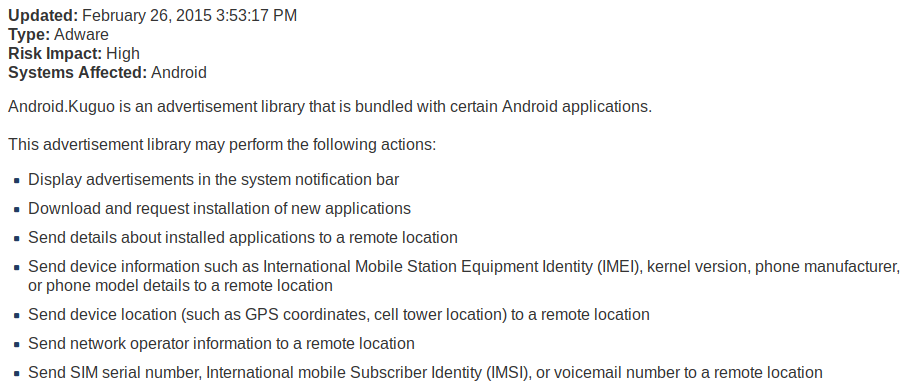 Updated: February 26, 2015 3:53:17 PM
Type: Adware
Risk Impact: High
Systems Affected: Android
Android.Kuguo is an advertisement library that is bundled with certain Android applications.
This advertisement library may perform the following actions:
Display advertisements in the system notification bar
Download and request installation of new applications
Send details about installed applications to a remote location
Send device information such as International Mobile Station Equipment Identity (IMEI), kernel version, phone manufacturer,
or phone model details to a remote location
Send device location (such as GPS coordinates, cell tower location) to a remote location
Send network operator information to a remote location
Send SIM serial number, International mobile Subscriber Identity (IMSI), or voicemail number to a remote location